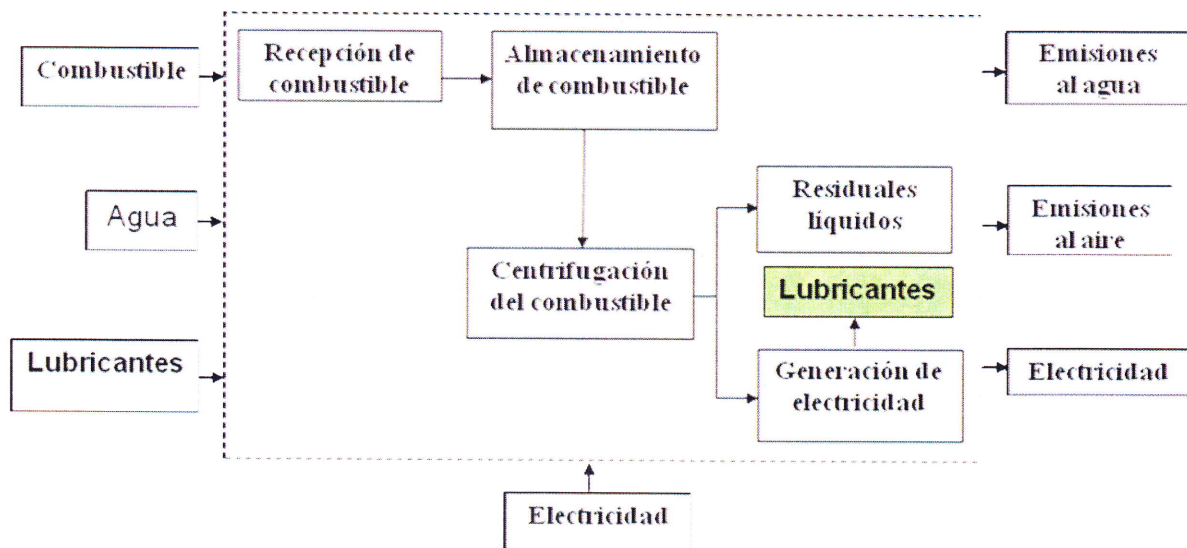 Combustible
Recepción de
combustible
Almacenamiento
de combustible
Emisiones
al agua
Agua
Residuales
líquidos
Emisiones
al aire
Centrifugación
del combustible
Lubricantes
Lubricantes
Generación de
electricidad
Electricidad
Electricidad